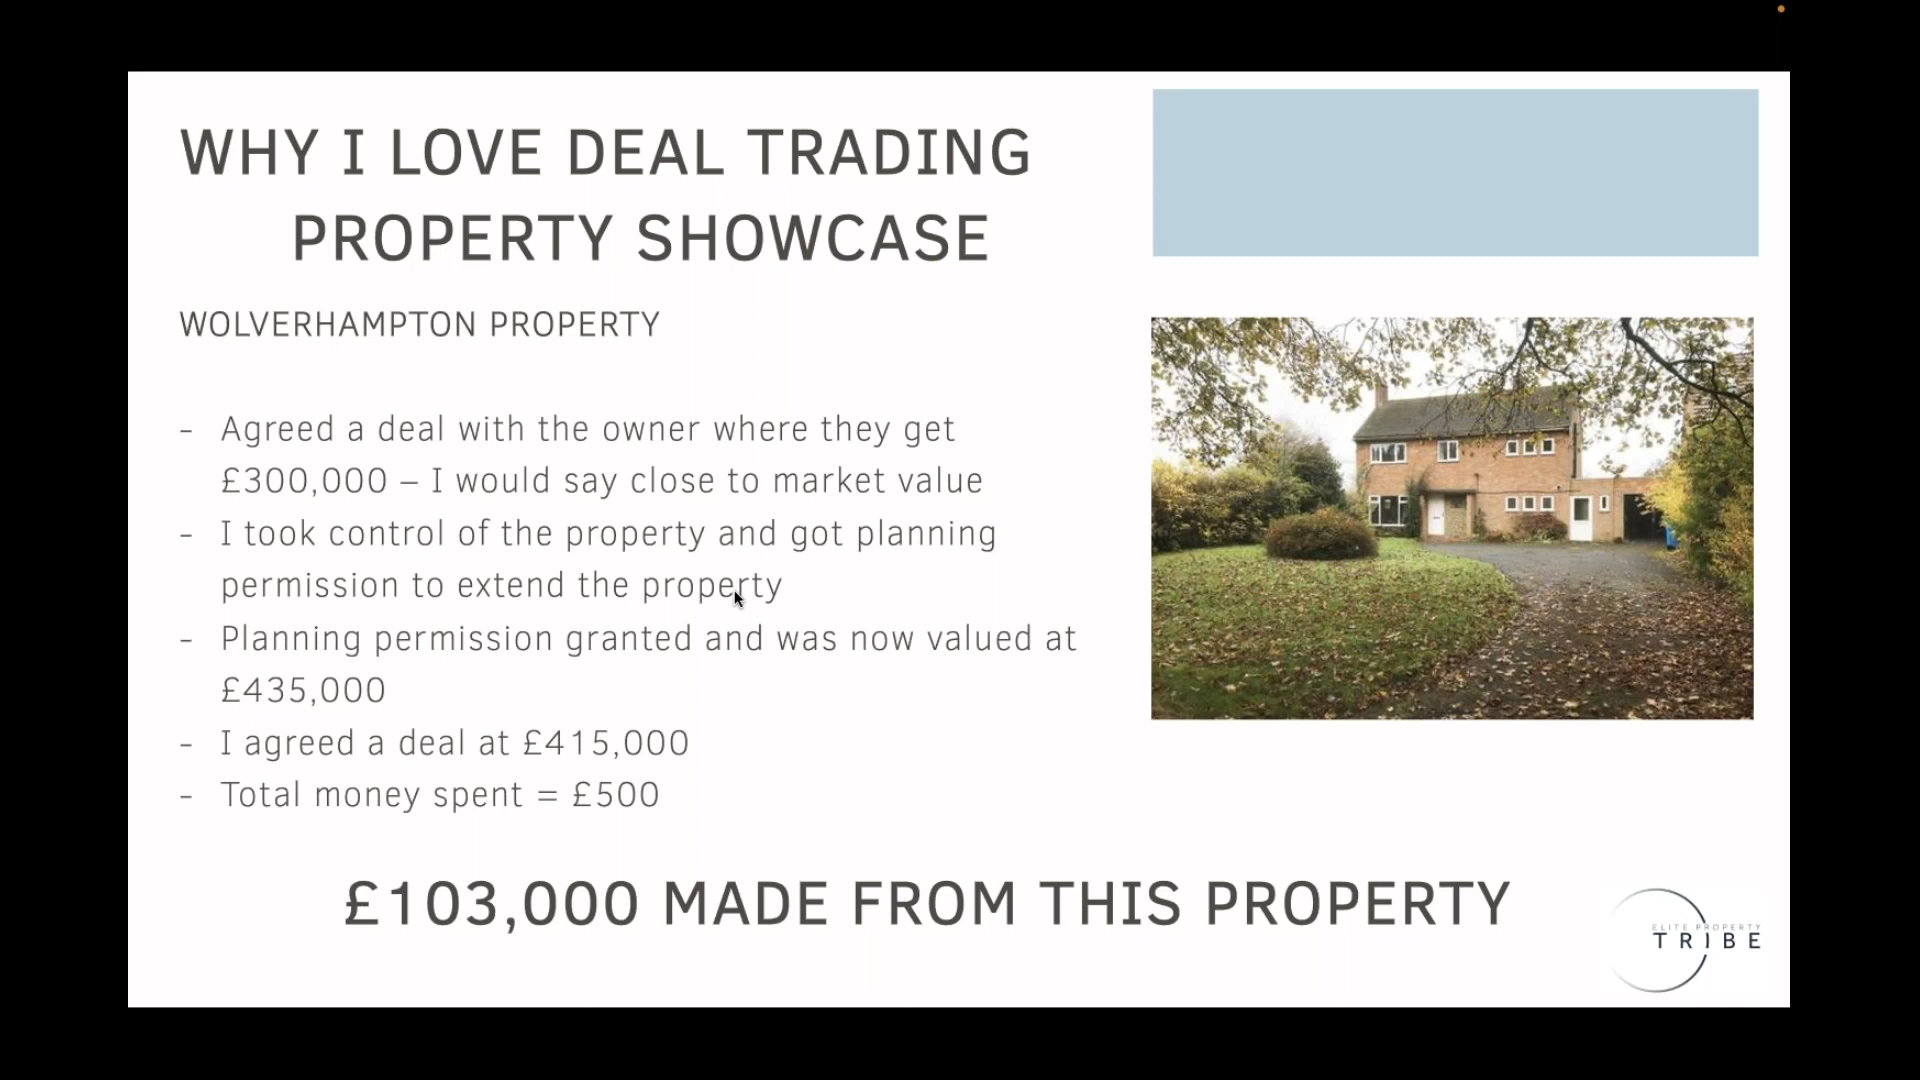 WHY I LOVE DEAL TRADING
PROPERTY SHOWCASE
WOLVERHAMPTON PROPERTY
- Agreed a deal with the owner where they get
£300,000 – I would say close to market value
- I took control of the property and got planning
permission to extend the property
- Planning permission granted and was now valued at
£435,000
- I agreed a deal at £415,000
- Total money spent = £500
£103,000 MADE FROM THIS PROPERTY
ELITE PROPERTY
TRIBE